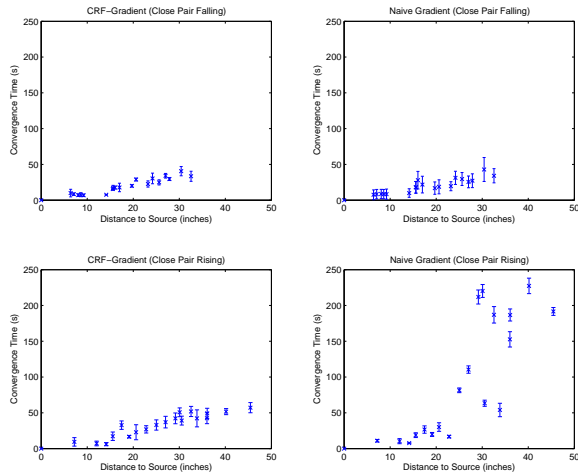 CRF−Gradient (Close Pair Falling)
250
200
150
100
50
0
Convergence Time (s)
0 10 20 30 40 50
Distance to Source (inches)
Naive Gradient (Close Pair Falling)
250
200
150
100
50
0
Convergence Time (s)
0 10 20 30 40 50
Distance to Source (inches)
CRF−Gradient (Close Pair Rising)
250
200
150
100
50
0
Convergence Time (s)
0 10 20 30 40 50
Distance to Source (inches)
Naive Gradient (Close Pair Rising)
250
200
150
100
50
0
Convergence Time (s)
0 10 20 30 40 50
Distance to Source (inches)